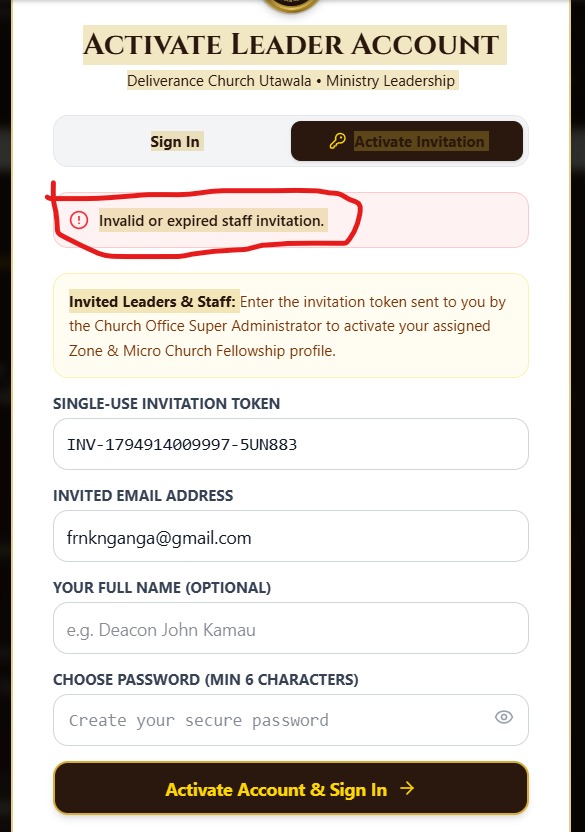 Activate Leader Account
Deliverance Church Utawala • Ministry Leadership
Sign In
Activate Invitation
Invalid or expired staff invitation.
Invited Leaders & Staff: Enter the invitation token sent to you by
the Church Office Super Administrator to activate your assigned
Zone & Micro Church Fellowship profile.
SINGLE-USE INVITATION TOKEN
INV-1794914009997-5UN883
INVITED EMAIL ADDRESS
frnknganga@gmail.com
YOUR FULL NAME (OPTIONAL)
e.g. Deacon John Kamau
CHOOSE PASSWORD (MIN 6 CHARACTERS)
Create your secure password
Activate Account & Sign In →